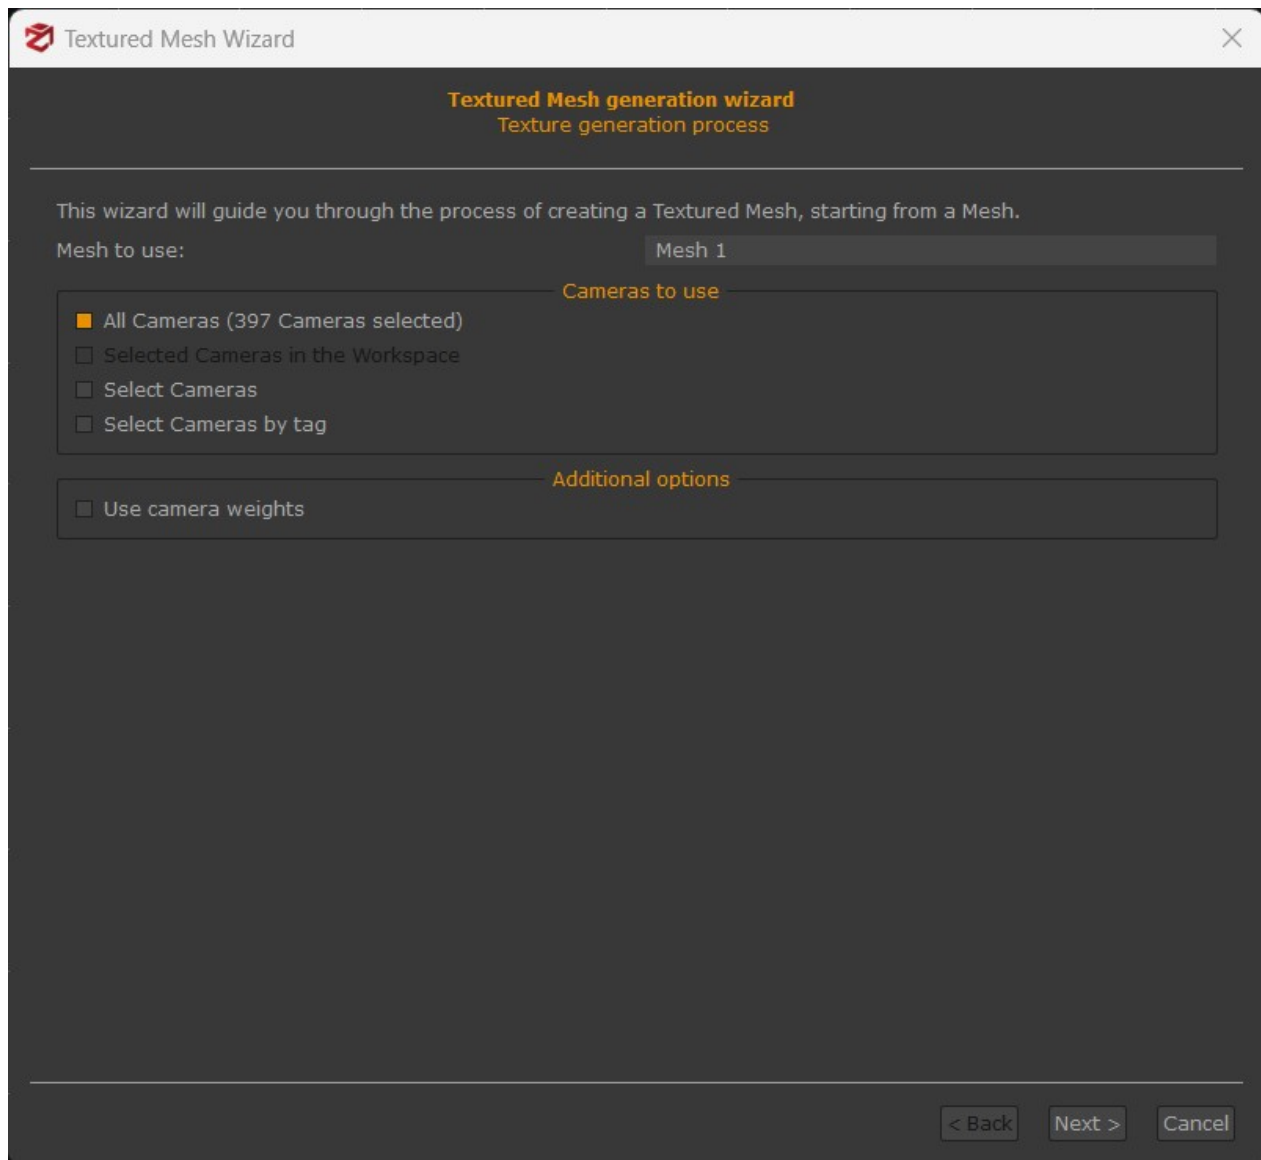 Textured Mesh Wizard
Textured Mesh generation wizard
Texture generation process
This wizard will guide you through the process of creating a Textured Mesh, starting from a Mesh.
Mesh to use: Mesh 1
Cameras to use
All Cameras (397 Cameras selected)
Selected Cameras in the Workspace
Select Cameras
Select Cameras by tag
Additional options
Use camera weights
< Back Next > Cancel